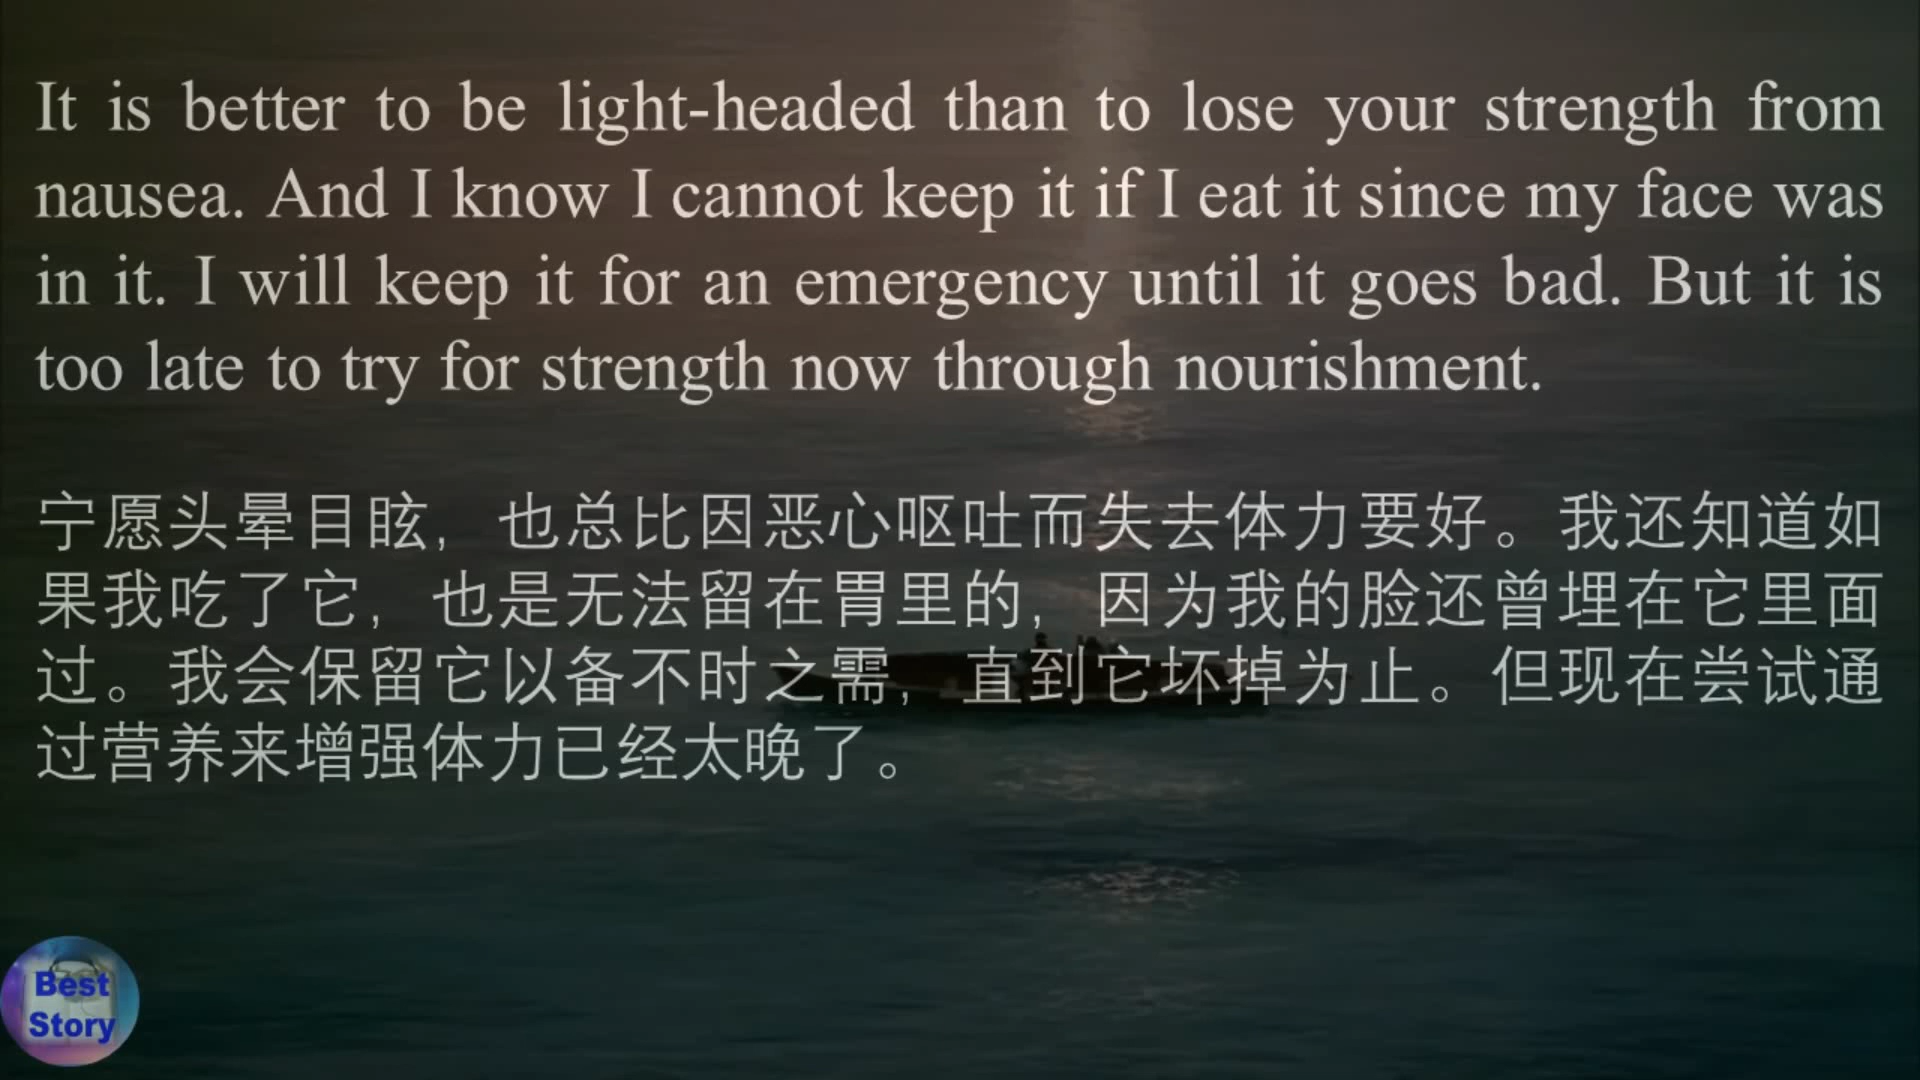 It is better to be light-headed than to lose your strength from
nausea. And I know I cannot keep it if I eat it since my face was
in it. I will keep it for an emergency until it goes bad. But it is
too late to try for strength now through nourishment.
宁愿头晕目眩，也总比因恶心呕吐而失去体力要好。我还知道如
果我吃了它，也是无法留在胃里的，因为我的脸还曾埋在它里面
过。我会保留它以备不时之需，直到它坏掉为止。但现在尝试通
过营养来增强体力已经太晚了。
Best
Story